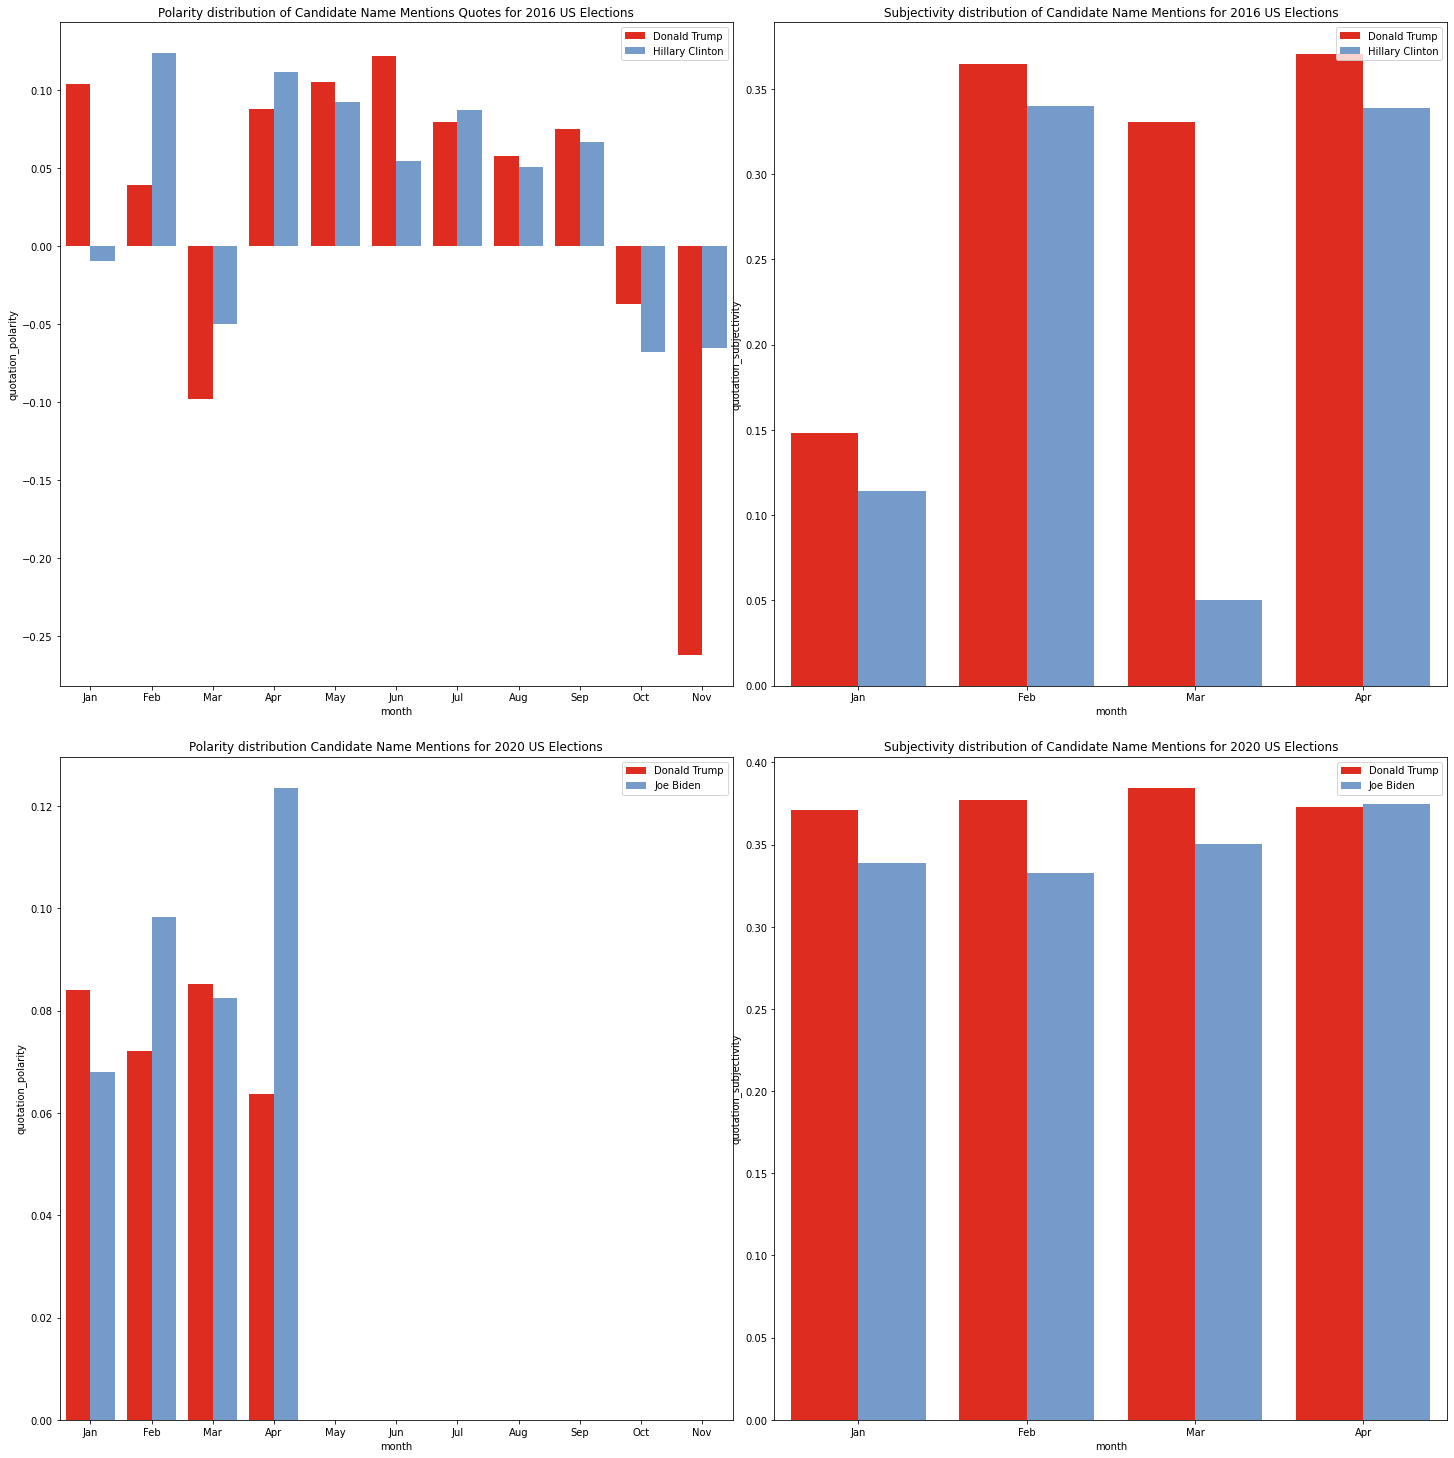 Polarity distribution of Candidate Name Mentions Quotes for 2016 US Elections
Donald Trump
Hillary Clinton
quotation_polarity
0.10
0.05
0.00
−0.05
−0.10
−0.15
−0.20
−0.25
Jan Feb Mar Apr May Jun Jul Aug Sep Oct Nov
month
Subjectivity distribution of Candidate Name Mentions for 2016 US Elections
Donald Trump
Hillary Clinton
quotation_subjectivity
0.35
0.30
0.25
0.20
0.15
0.10
0.05
0.00
Jan Feb Mar Apr
month
Polarity distribution Candidate Name Mentions for 2020 US Elections
Donald Trump
Joe Biden
quotation_polarity
0.12
0.10
0.08
0.06
0.04
0.02
0.00
Jan Feb Mar Apr May Jun Jul Aug Sep Oct Nov
month
Subjectivity distribution of Candidate Name Mentions for 2020 US Elections
Donald Trump
Joe Biden
quotation_subjectivity
0.40
0.35
0.30
0.25
0.20
0.15
0.10
0.05
0.00
Jan Feb Mar Apr
month